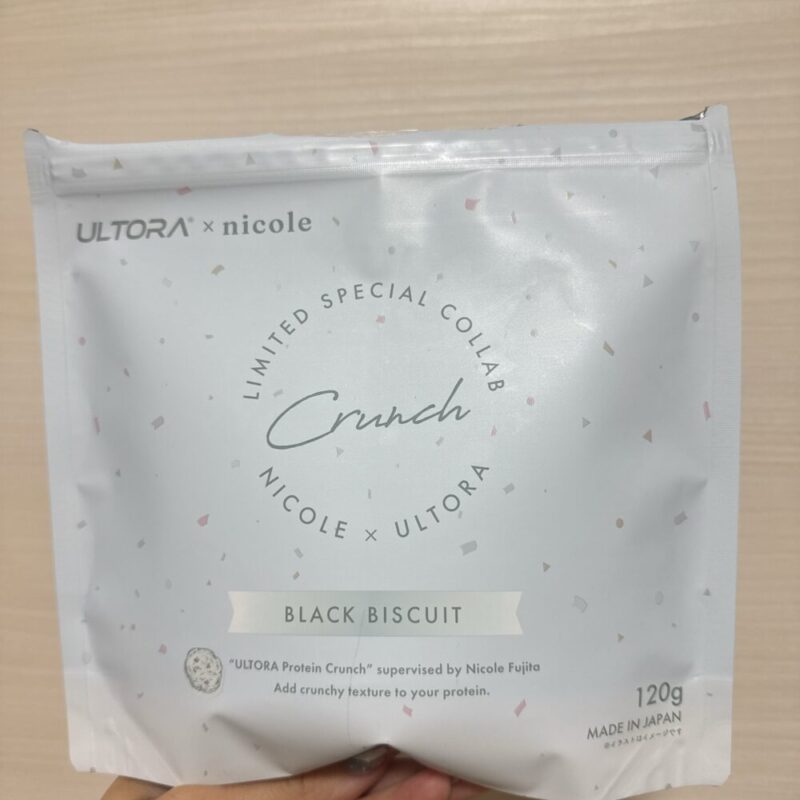 ULTORA® × nicole
LIMITED SPECIAL COLLAB
Crunch
NICOLE × ULTORA
BLACK BISCUIT
“ULTORA Protein Crunch” supervised by Nicole Fujita
Add crunchy texture to your protein.
120g
MADE IN JAPAN
※イラストはイメージです